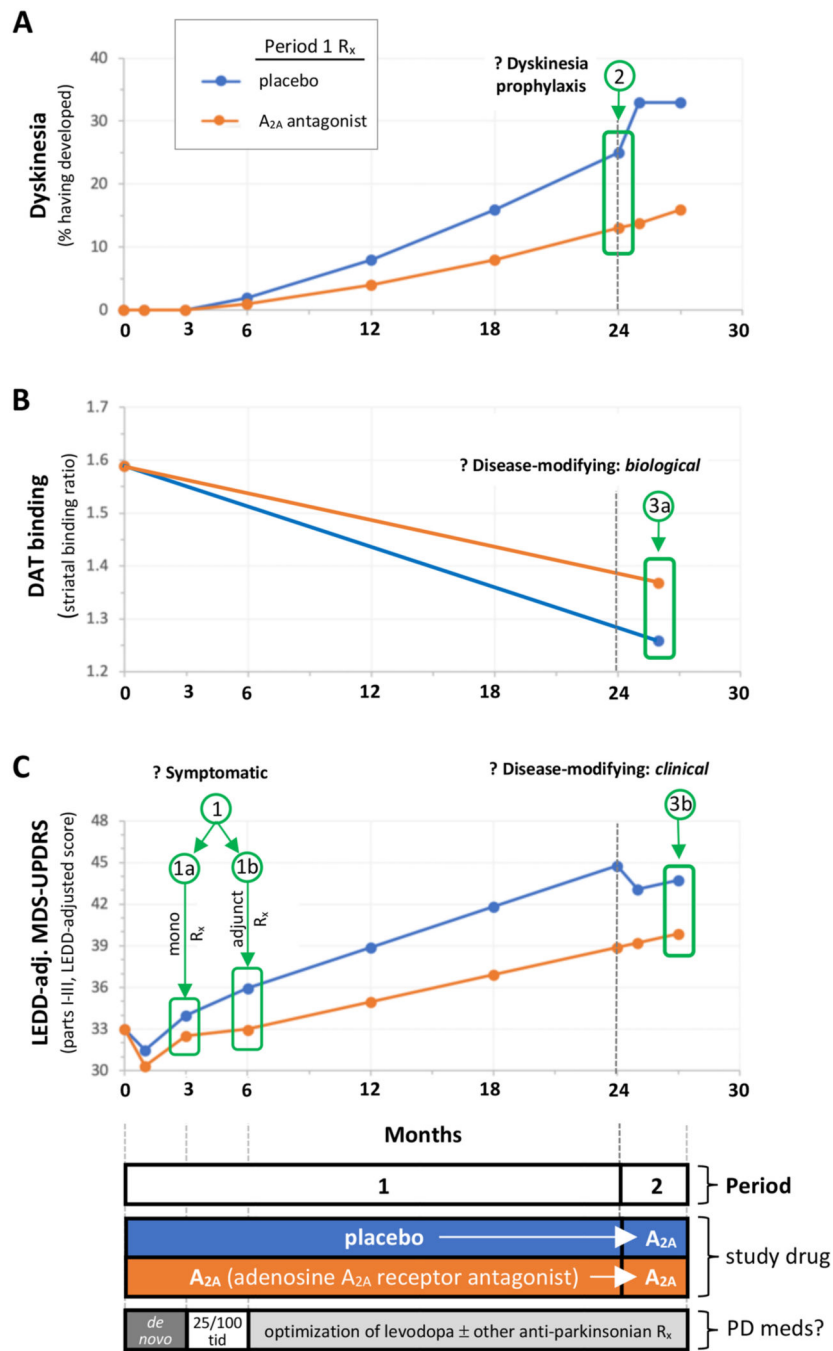 A
Period 1 Rₓ
placebo
A₂ₐ antagonist
? Dyskinesia
prophylaxis
2
Dyskinesia
(% having developed)
40
30
20
10
0
0 3 6 12 18 24 30
B
DAT binding
(striatal binding ratio)
1.7
1.6
1.5
1.4
1.3
1.2
? Disease-modifying: biological
3a
0 3 6 12 18 24 30
C
? Symptomatic
? Disease-modifying: clinical
1
1a
1b
3b
mono
Rₓ
adjunct
Rₓ
LEDD-adj. MDS-UPDRS
(parts I-III, LEDD-adjusted score)
48
45
42
39
36
33
30
0 3 6 12 18 24 30
Months
1 2 Period
placebo A₂ₐ
study drug
A₂ₐ (adenosine A₂ₐ receptor antagonist) A₂ₐ
de
novo
25/100
tid
optimization of levodopa ± other anti-parkinsonian Rₓ
PD meds?